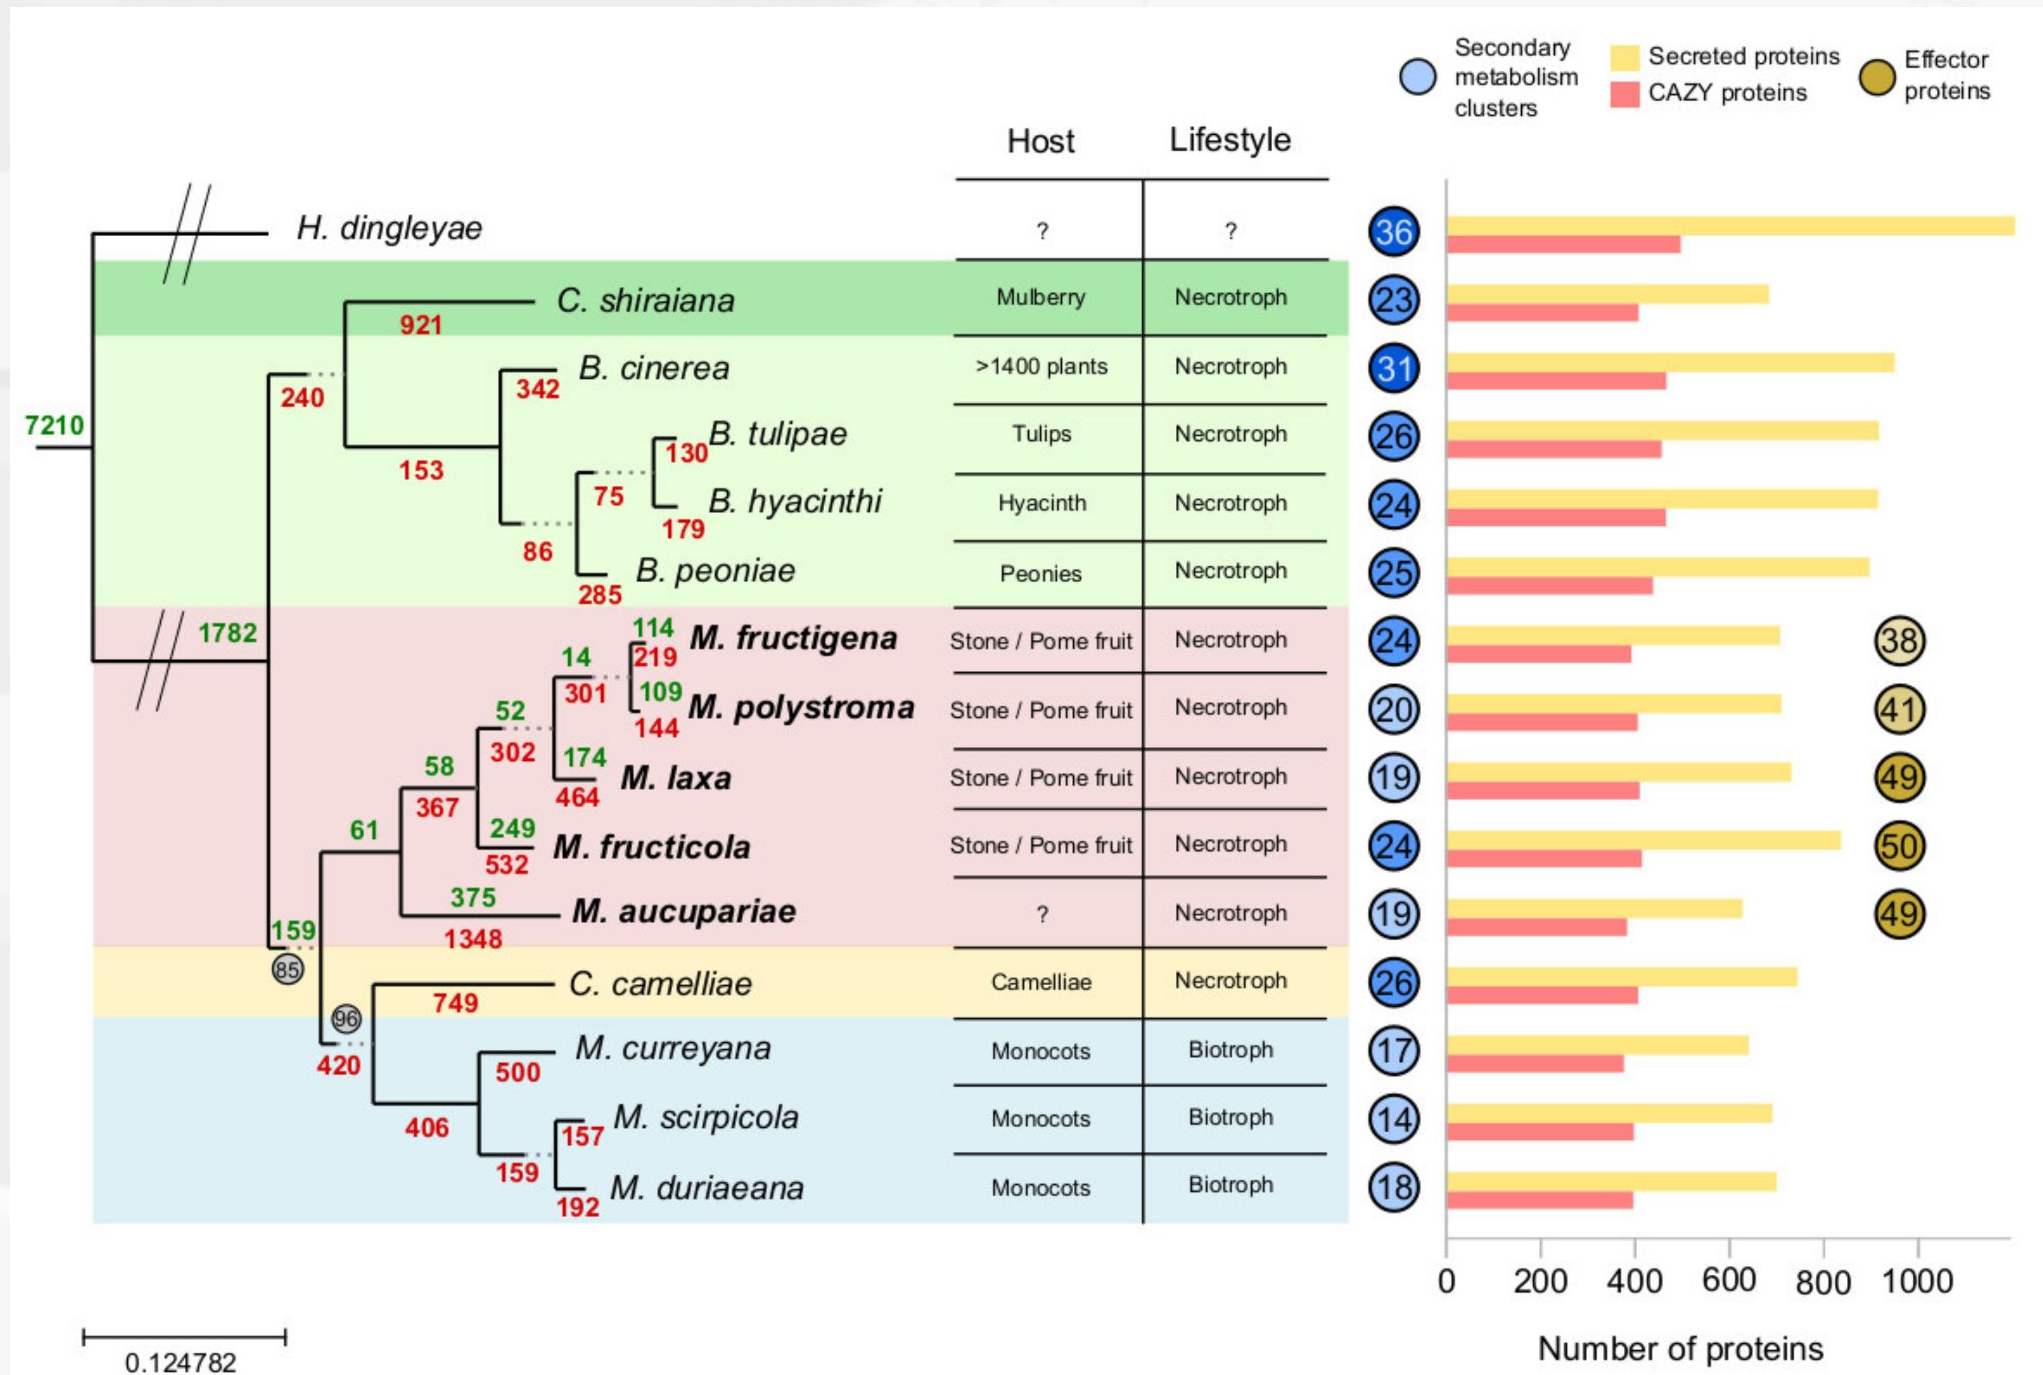 Secondary
metabolism
clusters
Secreted proteins
CAZY proteins
Effector
proteins
Host Lifestyle
H. dingleyae ? ? 36
C. shiraiana Mulberry Necrotroph 23
921
B. cinerea >1400 plants Necrotroph 31
240 342
7210
B. tulipae Tulips Necrotroph 26
130
153
75
B. hyacinthi Hyacinth Necrotroph 24
179
86
B. peoniae Peonies Necrotroph 25
285
1782
114
M. fructigena Stone / Pome fruit Necrotroph 24 38
14 219
301 109
M. polystroma Stone / Pome fruit Necrotroph 20 41
52 144
302 174
58
M. laxa Stone / Pome fruit Necrotroph 19 49
367 464
61 249
M. fructicola Stone / Pome fruit Necrotroph 24 50
532
375
M. aucupariae ? Necrotroph 19 49
159 1348
85
C. camelliae Camelliae Necrotroph 26
749
96
420
M. curreyana Monocots Biotroph 17
500
406
M. scirpicola Monocots Biotroph 14
157
159
M. duriaeana Monocots Biotroph 18
192
0 200 400 600 800 1000
Number of proteins
0.124782